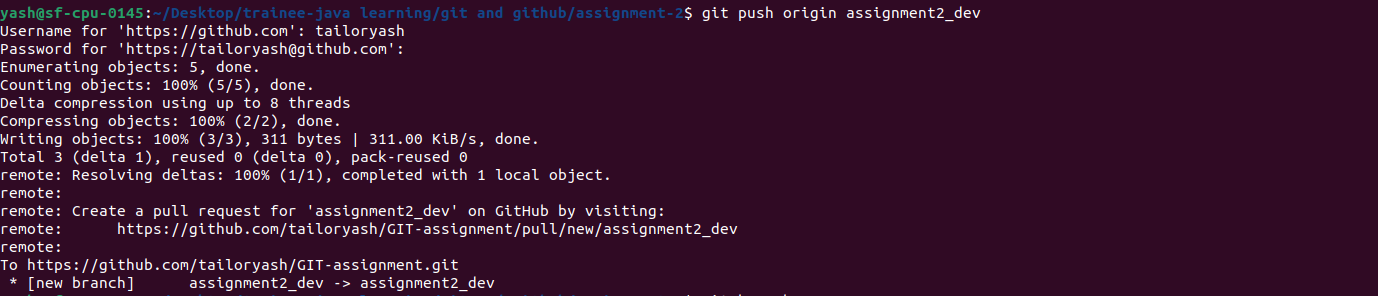 yash@sf-cpu-0145:~/Desktop/trainee-java learning/git and github/assignment-2$ git push origin assignment2_dev
Username for 'https://github.com': tailoryash
Password for 'https://tailoryash@github.com':
Enumerating objects: 5, done.
Counting objects: 100% (5/5), done.
Delta compression using up to 8 threads
Compressing objects: 100% (2/2), done.
Writing objects: 100% (3/3), 311 bytes | 311.00 KiB/s, done.
Total 3 (delta 1), reused 0 (delta 0), pack-reused 0
remote: Resolving deltas: 100% (1/1), completed with 1 local object.
remote:
remote: Create a pull request for 'assignment2_dev' on GitHub by visiting:
remote:      https://github.com/tailoryash/GIT-assignment/pull/new/assignment2_dev
remote:
To https://github.com/tailoryash/GIT-assignment.git
 * [new branch]      assignment2_dev -> assignment2_dev